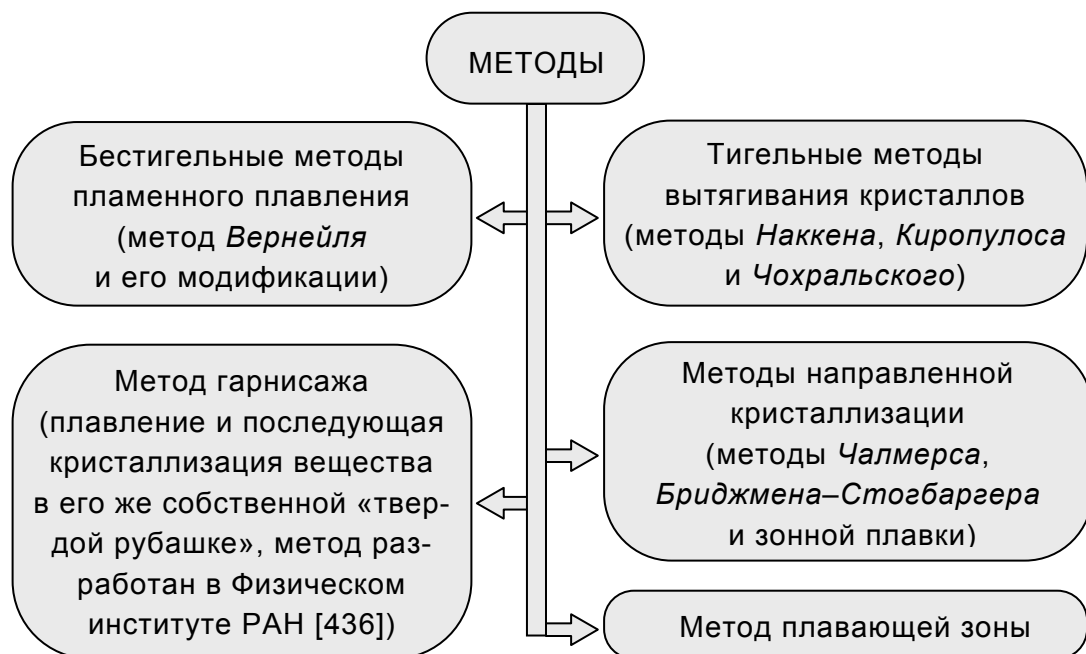 МЕТОДЫ
Бестигельные методы
пламенного плавления
(метод Вернейля
и его модификации)
Тигельные методы
вытягивания кристаллов
(методы Наккена, Киропулоса
и Чохральского)
Метод гарнисажа
(плавление и последующая
кристаллизация вещества
в его же собственной «твер-
дой рубашке», метод раз-
работан в Физическом
институте РАН [436])
Методы направленной
кристаллизации
(методы Чалмерса,
Бриджмена–Стогбаргера
и зонной плавки)
Метод плавающей зоны